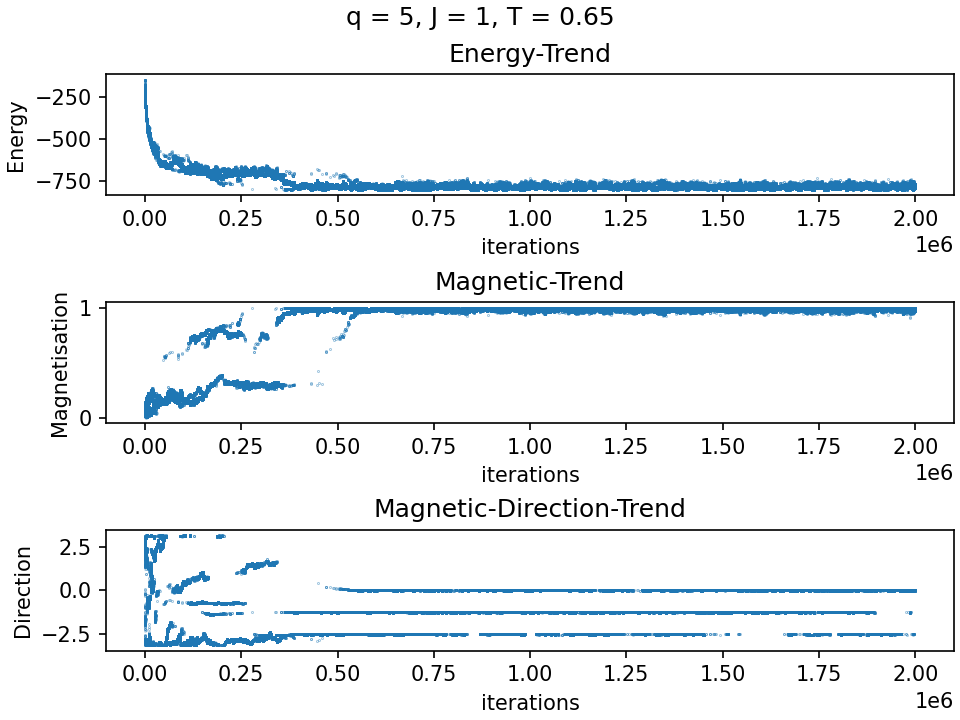 q = 5, J = 1, T = 0.65
Energy-Trend
Energy
−250
−500
−750
0.00 0.25 0.50 0.75 1.00 1.25 1.50 1.75 2.00
iterations
1e6
Magnetic-Trend
Magnetisation
1
0
0.00 0.25 0.50 0.75 1.00 1.25 1.50 1.75 2.00
iterations
1e6
Magnetic-Direction-Trend
Direction
2.5
0.0
−2.5
0.00 0.25 0.50 0.75 1.00 1.25 1.50 1.75 2.00
iterations
1e6